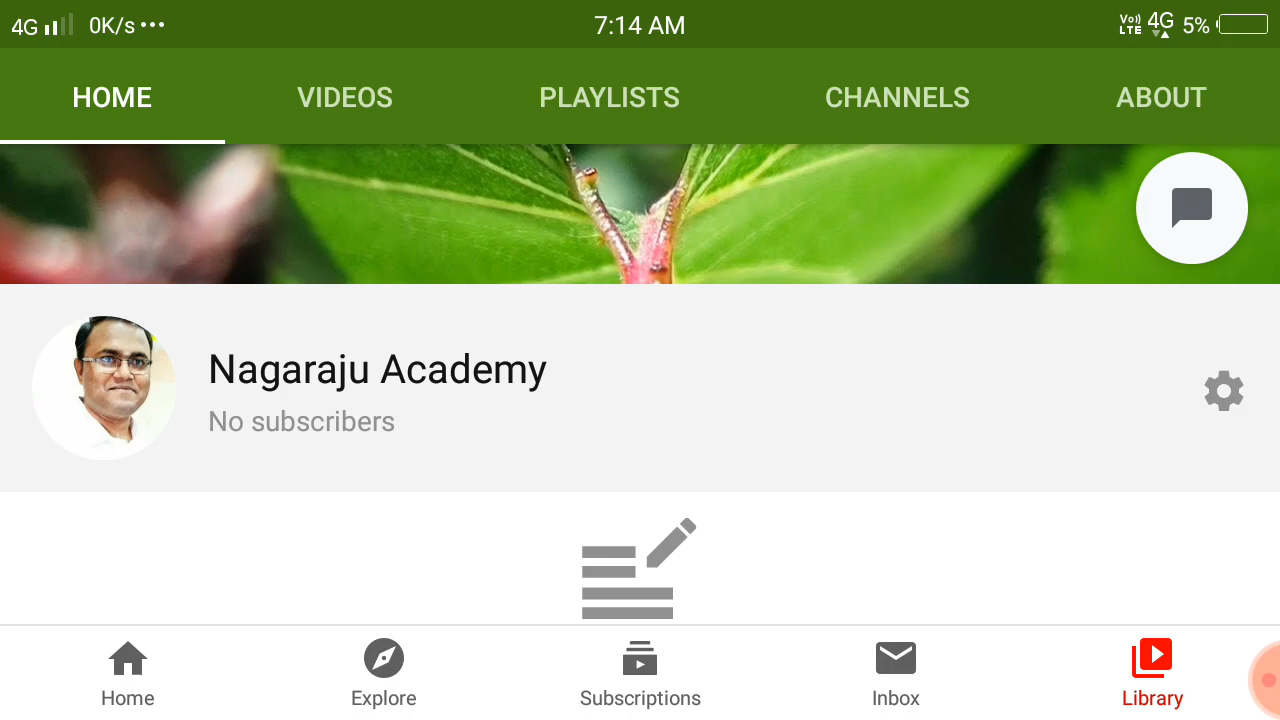 4G 0K/s ••• 7:14 AM Vo)) LTE 4G 5%
HOME VIDEOS PLAYLISTS CHANNELS ABOUT
Nagaraju Academy
No subscribers
Home Explore Subscriptions Inbox Library